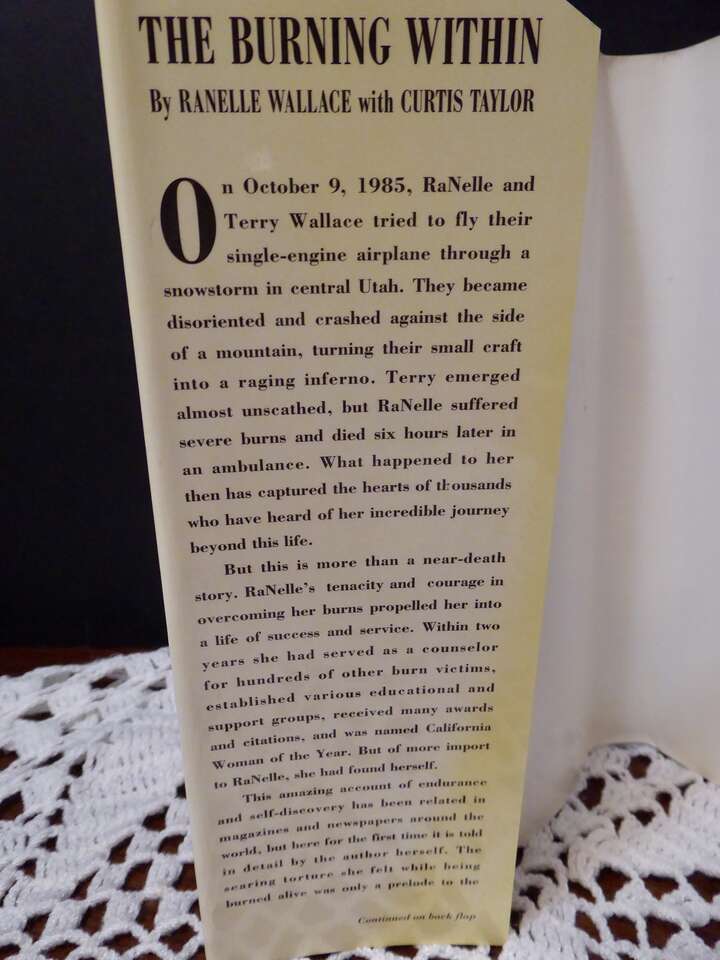 THE BURNING WITHIN
By RANELLE WALLACE with CURTIS TAYLOR
On October 9, 1985, RaNelle and
Terry Wallace tried to fly their
single-engine airplane through a
snowstorm in central Utah. They became
disoriented and crashed against the side
of a mountain, turning their small craft
into a raging inferno. Terry emerged
almost unscathed, but RaNelle suffered
severe burns and died six hours later in
an ambulance. What happened to her
then has captured the hearts of thousands
who have heard of her incredible journey
beyond this life.
But this is more than a near-death
story. RaNelle's tenacity and courage in
overcoming her burns propelled her into
a life of success and service. Within two
years she had served as a counselor
for hundreds of other burn victims,
established various educational and
support groups, received many awards
and citations, and was named California
Woman of the Year. But of more import
to RaNelle, she had found herself.
This amazing account of endurance
and self-discovery has been related in
magazines and newspapers around the
world, but here for the first time it is told
in detail by the author herself. The
searing torture she felt while being
burned alive was only a prelude to the
Continued on back flap